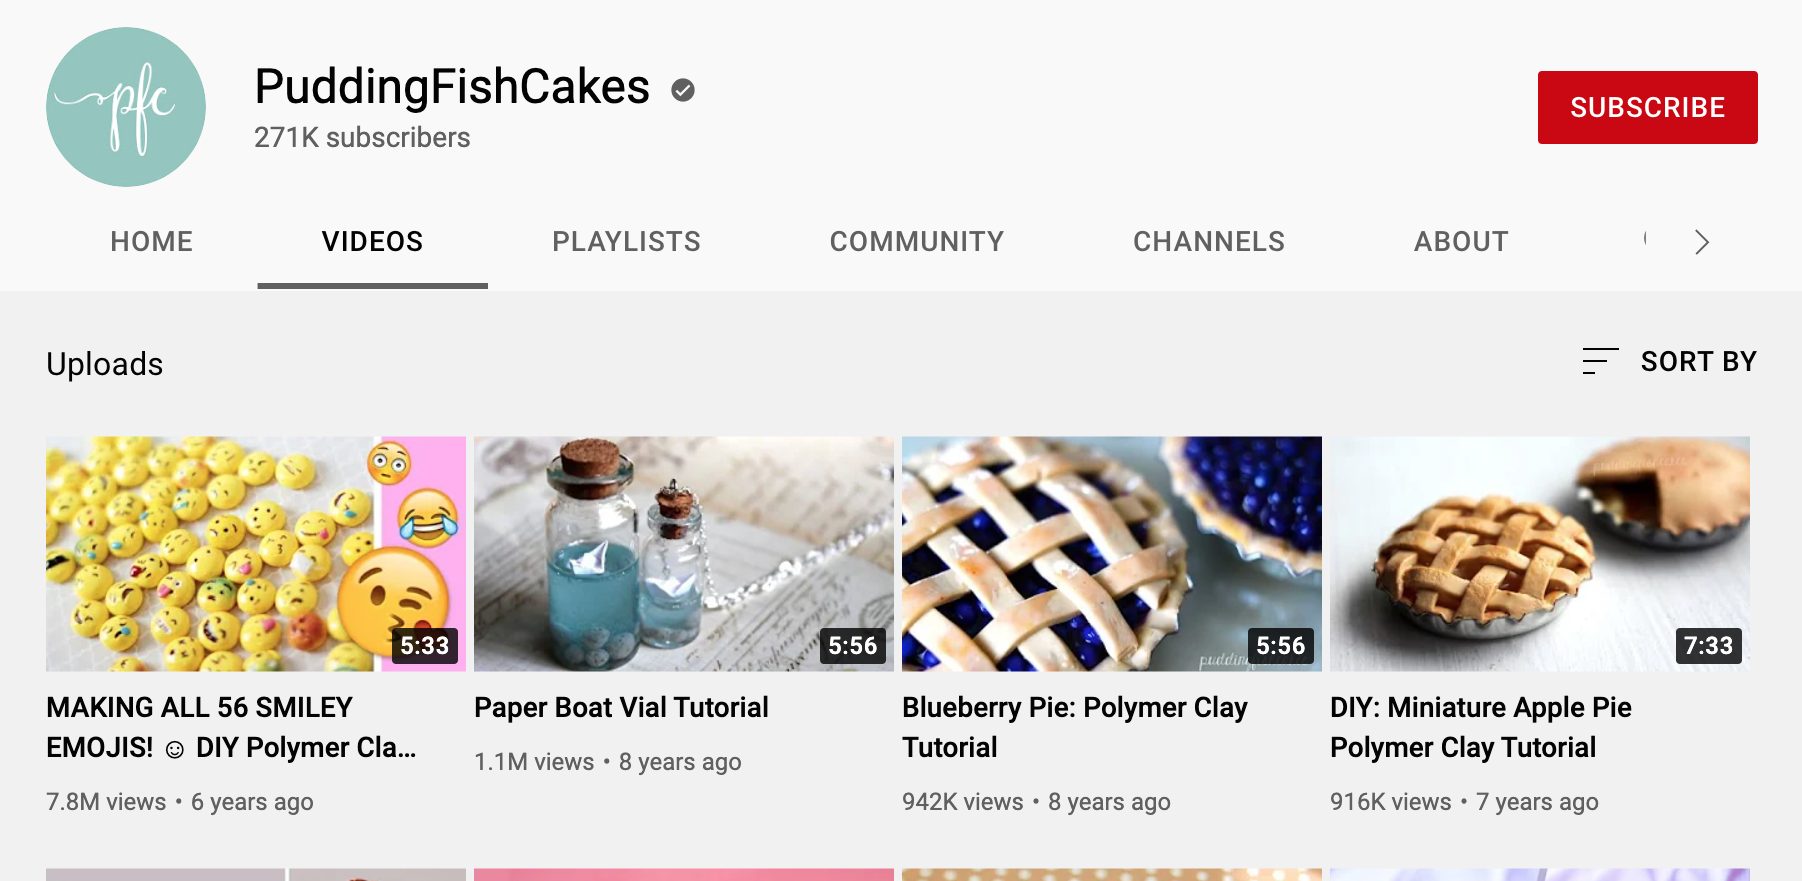 pfc
PuddingFishCakes
271K subscribers
SUBSCRIBE
HOME
VIDEOS
PLAYLISTS
COMMUNITY
CHANNELS
ABOUT
Uploads
SORT BY
5:33
5:56
5:56
7:33
MAKING ALL 56 SMILEY
EMOJIS! ☺ DIY Polymer Cla...
7.8M views • 6 years ago
Paper Boat Vial Tutorial
1.1M views • 8 years ago
Blueberry Pie: Polymer Clay
Tutorial
942K views • 8 years ago
DIY: Miniature Apple Pie
Polymer Clay Tutorial
916K views • 7 years ago